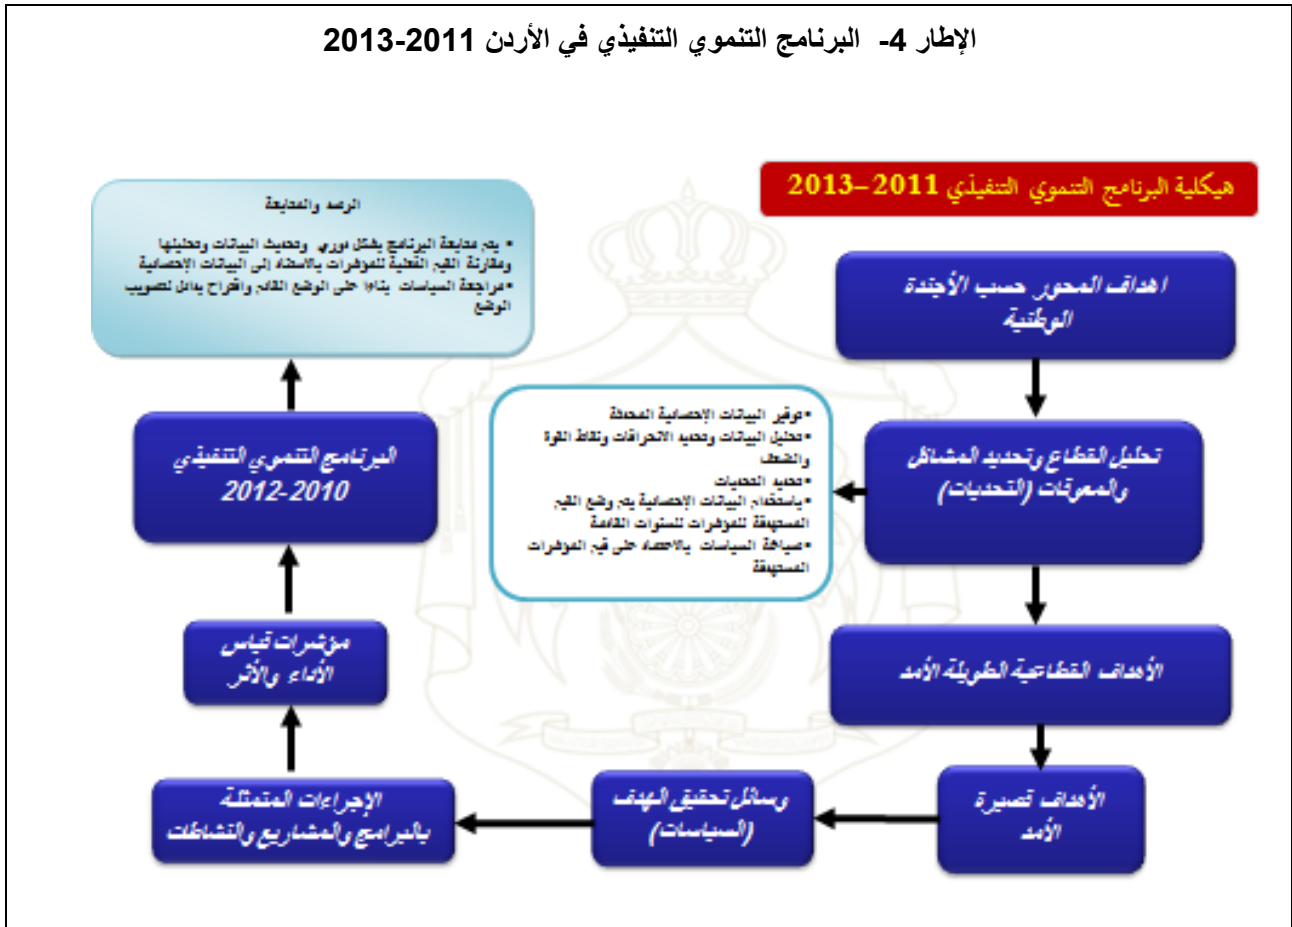 الإطار 4- البرنامج التنموي التنفيذي في الأردن 2011-2013
هيكلية البرنامج التنموي التنفيذي 2011–2013
اهداف المحور حسب الأجندة
الوطنية
تحليل القطاع وتحديد المشاكل
والمعوقات (التحديات)
•توفير البيانات الإحصائية المحدثة
•تحليل البيانات وتحديد الانحرافات ونقاط القوة
والضعف
•تحديد التحديات
•باستخدام البيانات الإحصائية يتم وضع القيم
المستهدفة للمؤشرات للسنوات القادمة
•صياغة السياسات بالاعتماد على قيم المؤشرات
المستهدفة
الأهداف القطاعية الطويلة الأمد
الأهداف قصيرة
الأمد
وسائل تحقيق الهدف
(السياسات)
الإجراءات المتمثلة
بالبرامج والمشاريع والنشاطات
مؤشرات قياس
الأداء والأثر
البرنامج التنموي التنفيذي
2010-2012
الرصد والمتابعة
• يتم متابعة البرنامج بشكل دوري وتحديث البيانات وتحليلها
ومقارنة القيم الفعلية للمؤشرات بالاستناد إلى البيانات الإحصائية
•مراجعة السياسات بناءا على الوضع القائم واقتراح بدائل لتصويب
الوضع